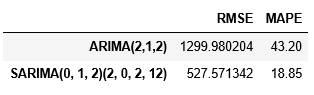 RMSE MAPE
ARIMA(2,1,2) 1299.980204 43.20
SARIMA(0, 1, 2)(2, 0, 2, 12) 527.571342 18.85